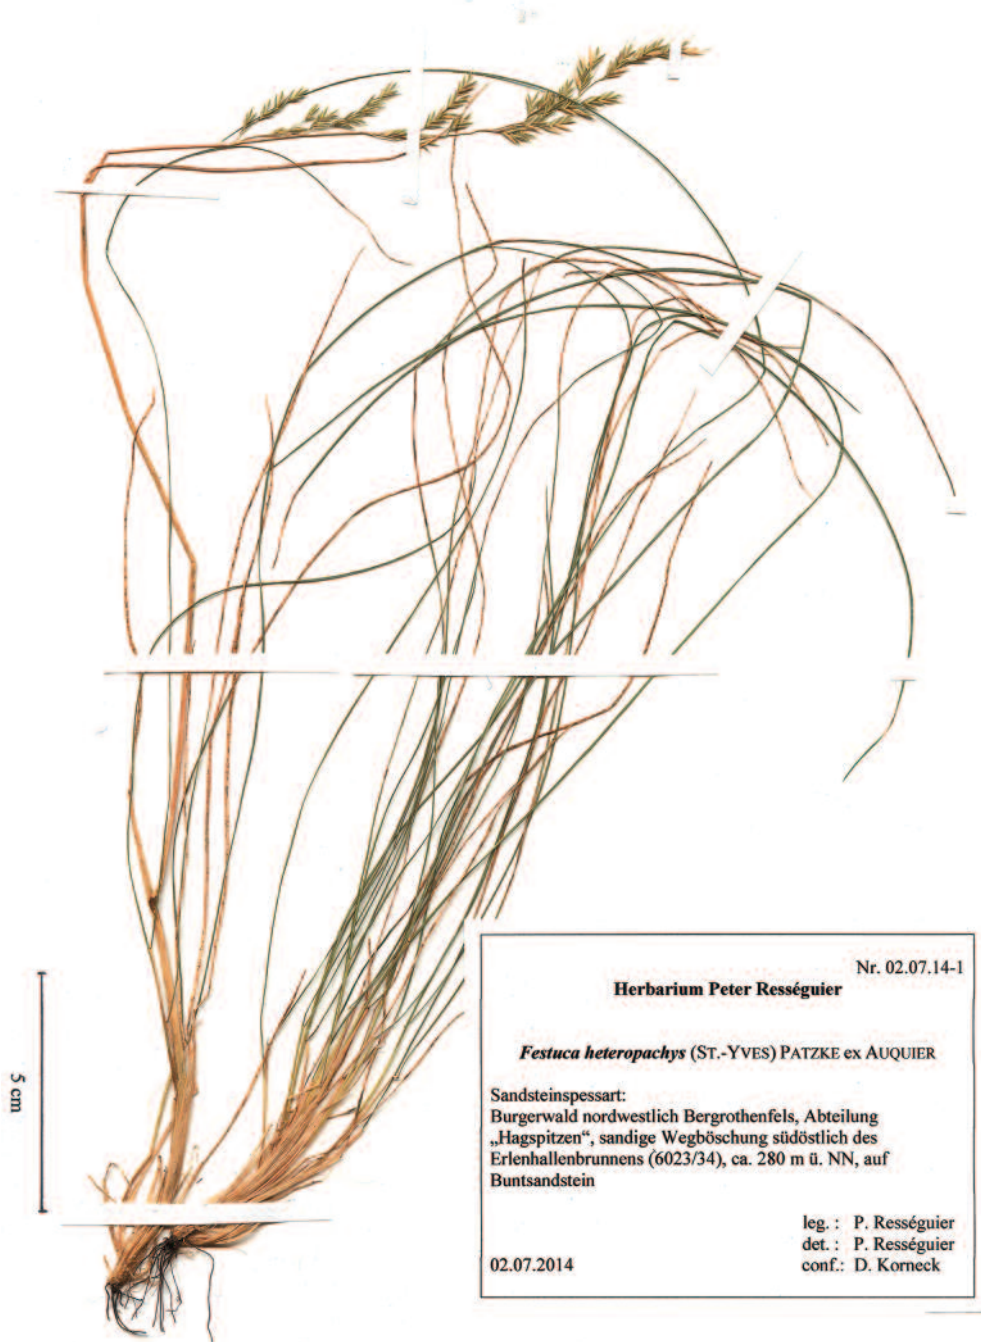 5 cm
Nr. 02.07.14-1
Herbarium Peter Rességuier
Festuca heteropachys (ST.-YVES) PATZKE ex AUQUIER
Sandsteinspessart:
Burgerwald nordwestlich Bergrothenfels, Abteilung
„Hagspitzen“, sandige Wegböschung südöstlich des
Erlenhallenbrunnens (6023/34), ca. 280 m ü. NN, auf
Buntsandstein
leg. : P. Rességuier
det. : P. Rességuier
02.07.2014 conf.: D. Korneck